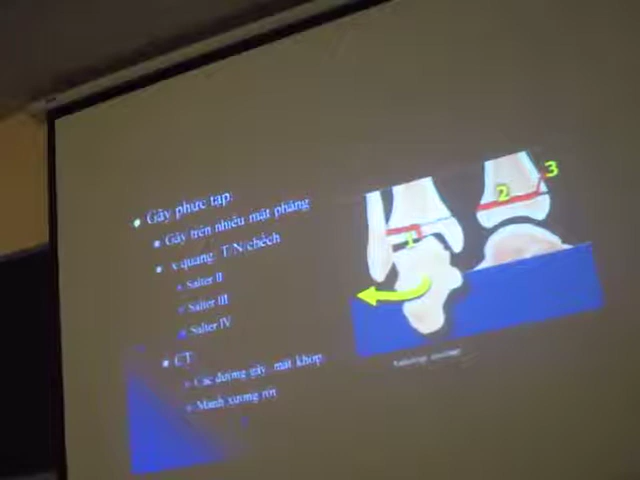 Gãy phức tạp:
Gãy trên nhiều mặt phẳng
x quang T/N/chếch
Salter II
Salter III
Salter IV
CT
Các đường gãy mặt khớp
Mảnh xương rời
1
2
3